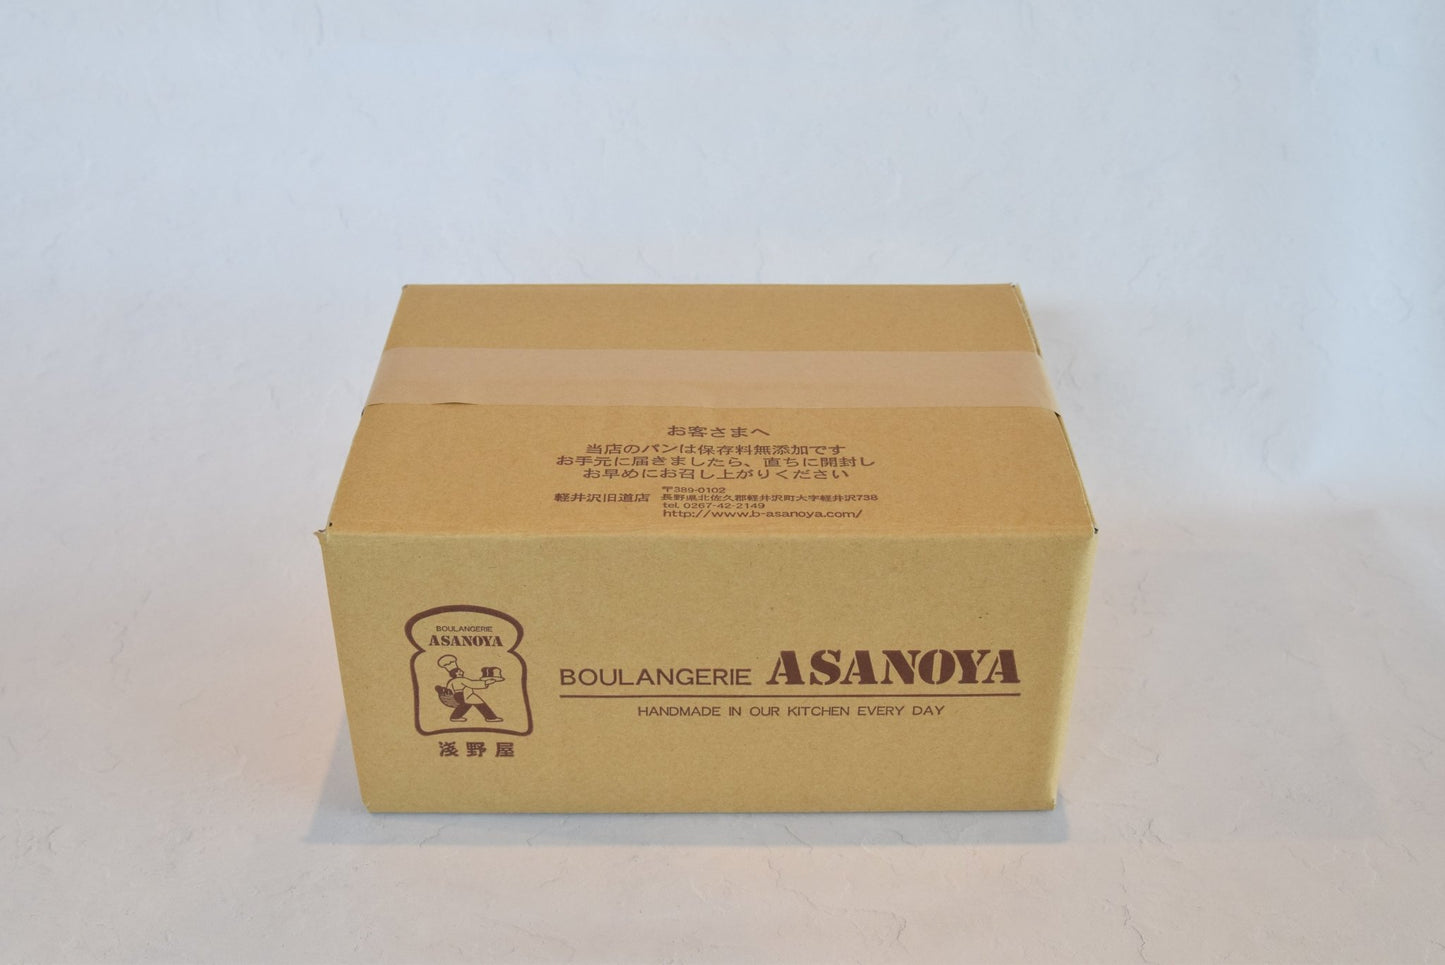 お客さまへ
当店のパンは保存料無添加です
お手元に届きましたら、直ちに開封し
お早めにお召し上がりください
軽井沢旧道店
〒389-0102
長野県北佐久郡軽井沢町大字軽井沢738
tel. 0267-42-2149
http://www.b-asanoya.com/
BOULANGERIE
ASANOYA
浅野屋
BOULANGERIE ASANOYA
HANDMADE IN OUR KITCHEN EVERY DAY